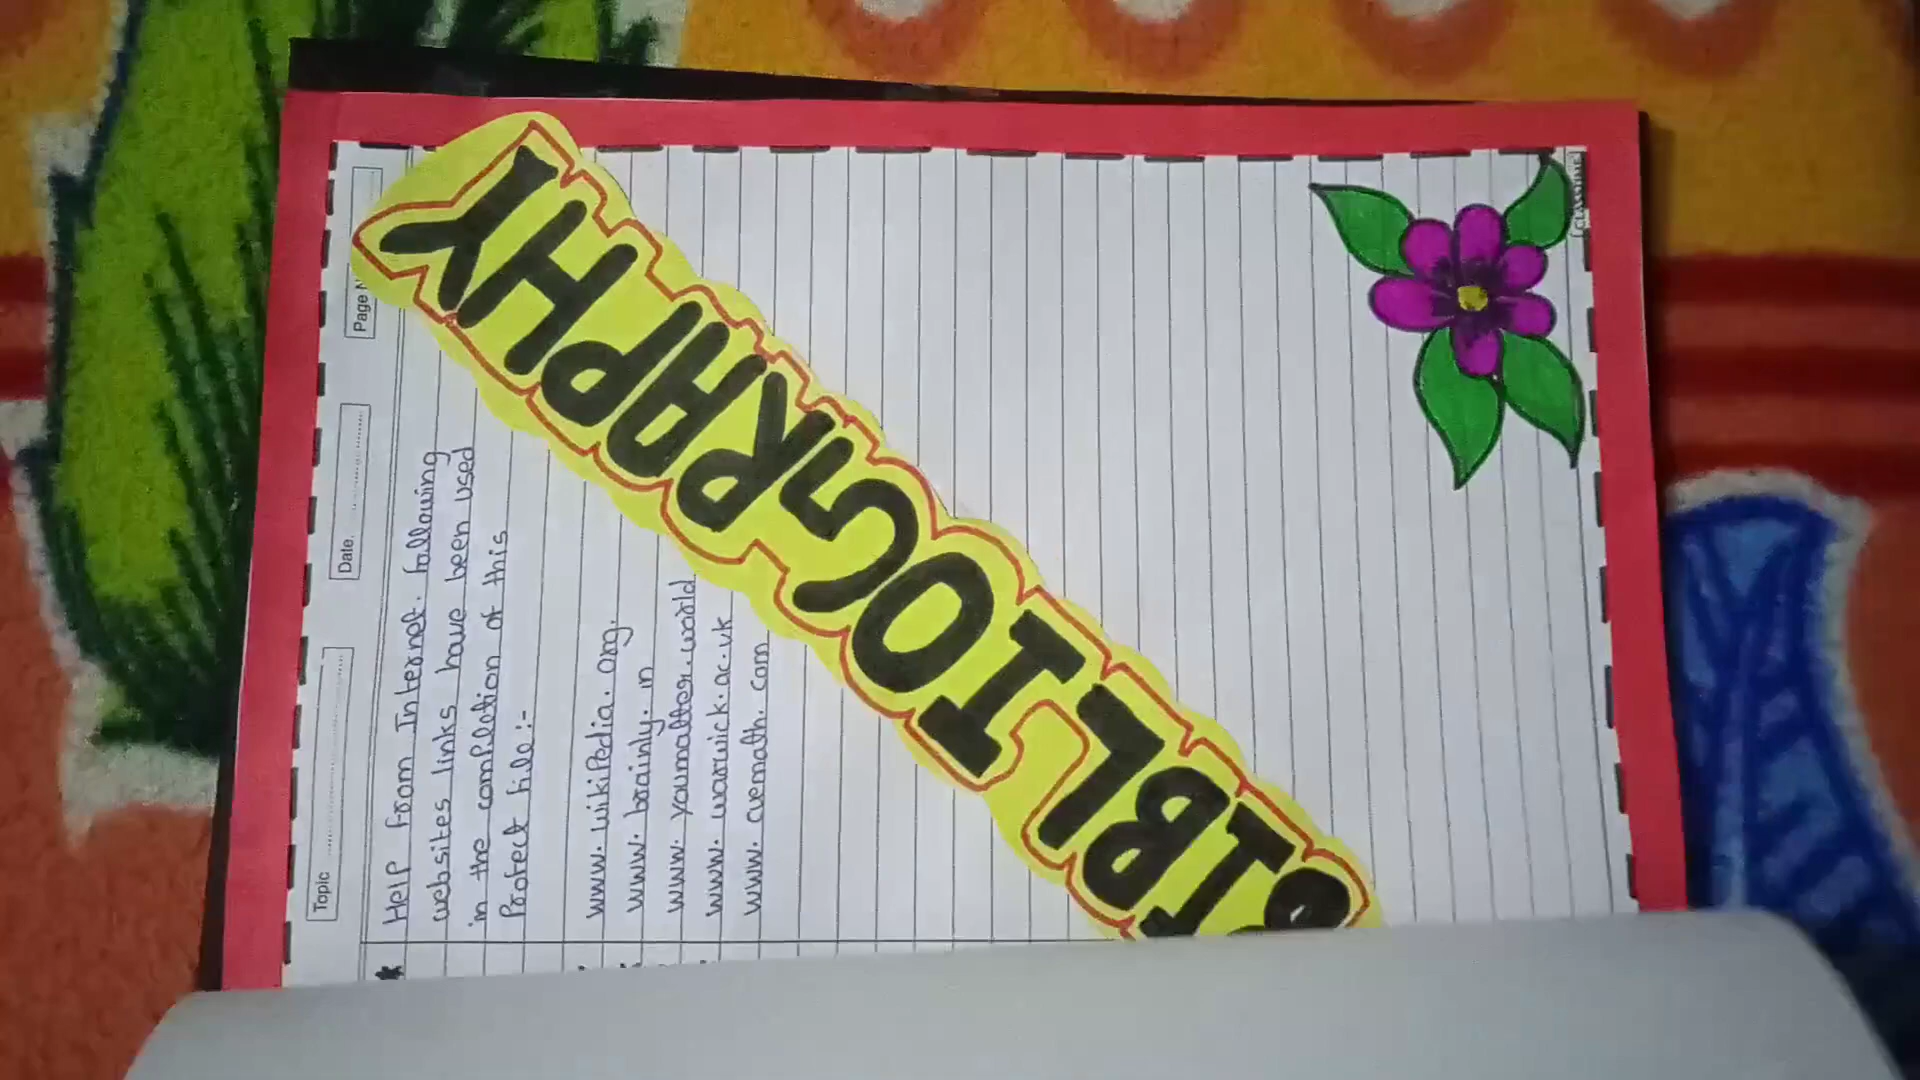 Topic
Date.
Page N
* Help from Internet. following
websites links have been used
in the completion of this
Project file:-
www.wikipedia.org.
www.brainly.in
www.youmatter.world
www.warwick.ac.uk
www.cuemath.com
BIBLIOGRAPHY
CLASSMATE